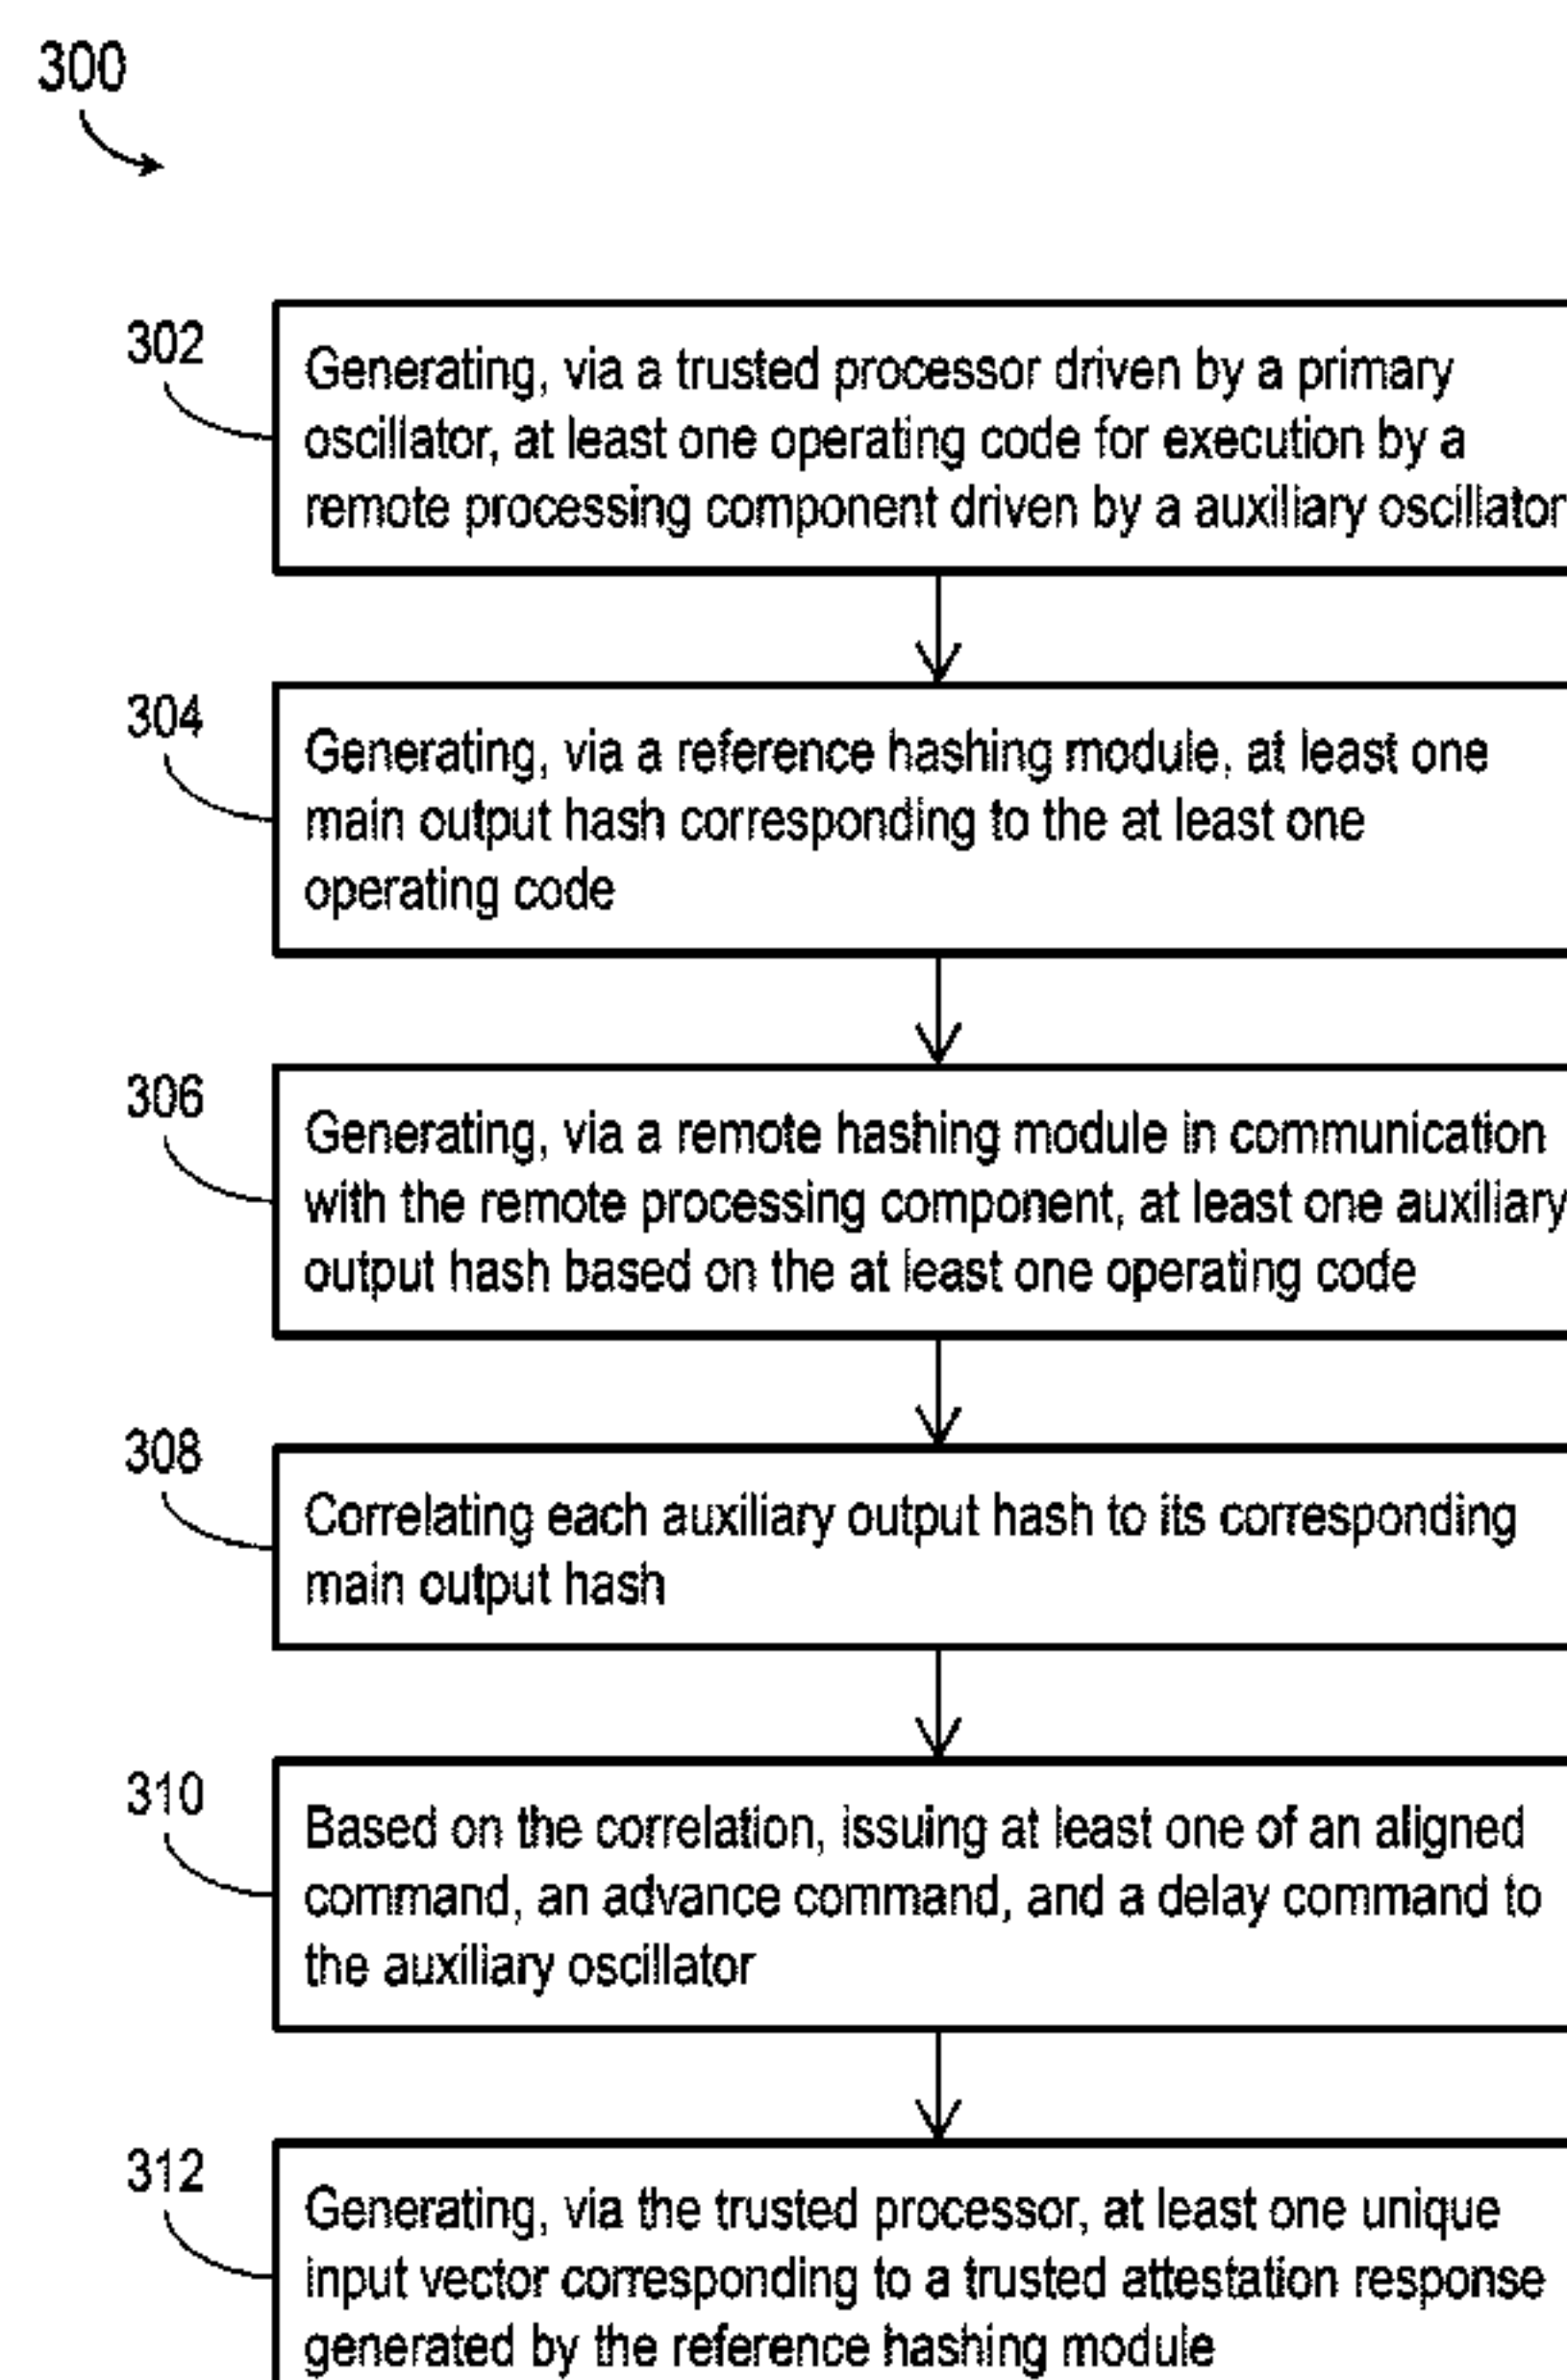 300
302
Generating, via a trusted processor driven by a primary
oscillator, at least one operating code for execution by a
remote processing component driven by a auxiliary oscillator
304
Generating, via a reference hashing module, at least one
main output hash corresponding to the at least one
operating code
306
Generating, via a remote hashing module in communication
with the remote processing component, at least one auxiliary
output hash based on the at least one operating code
308
Correlating each auxiliary output hash to its corresponding
main output hash
310
Based on the correlation, issuing at least one of an aligned
command, an advance command, and a delay command to
the auxiliary oscillator
312
Generating, via the trusted processor, at least one unique
input vector corresponding to a trusted attestation response
generated by the reference hashing module